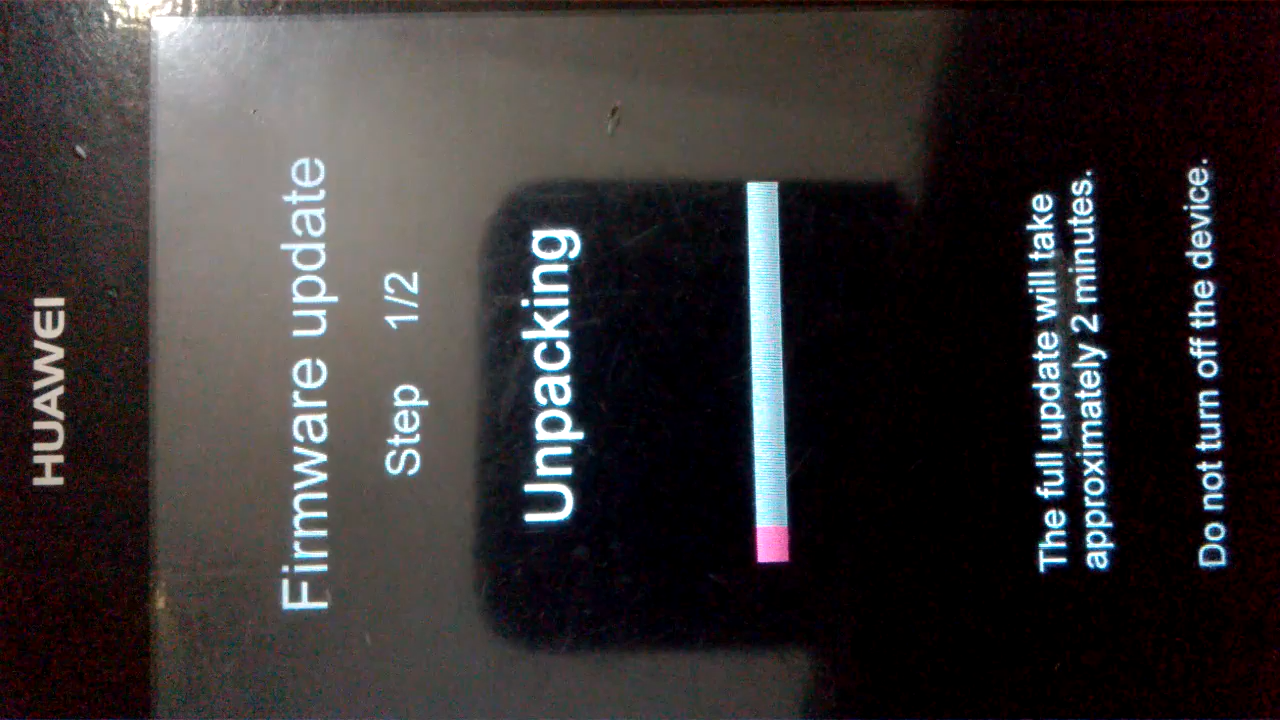 HUAWEI
Firmware update
Step 1/2
Unpacking
The full update will take
approximately 2 minutes.
Do not turn off the device.